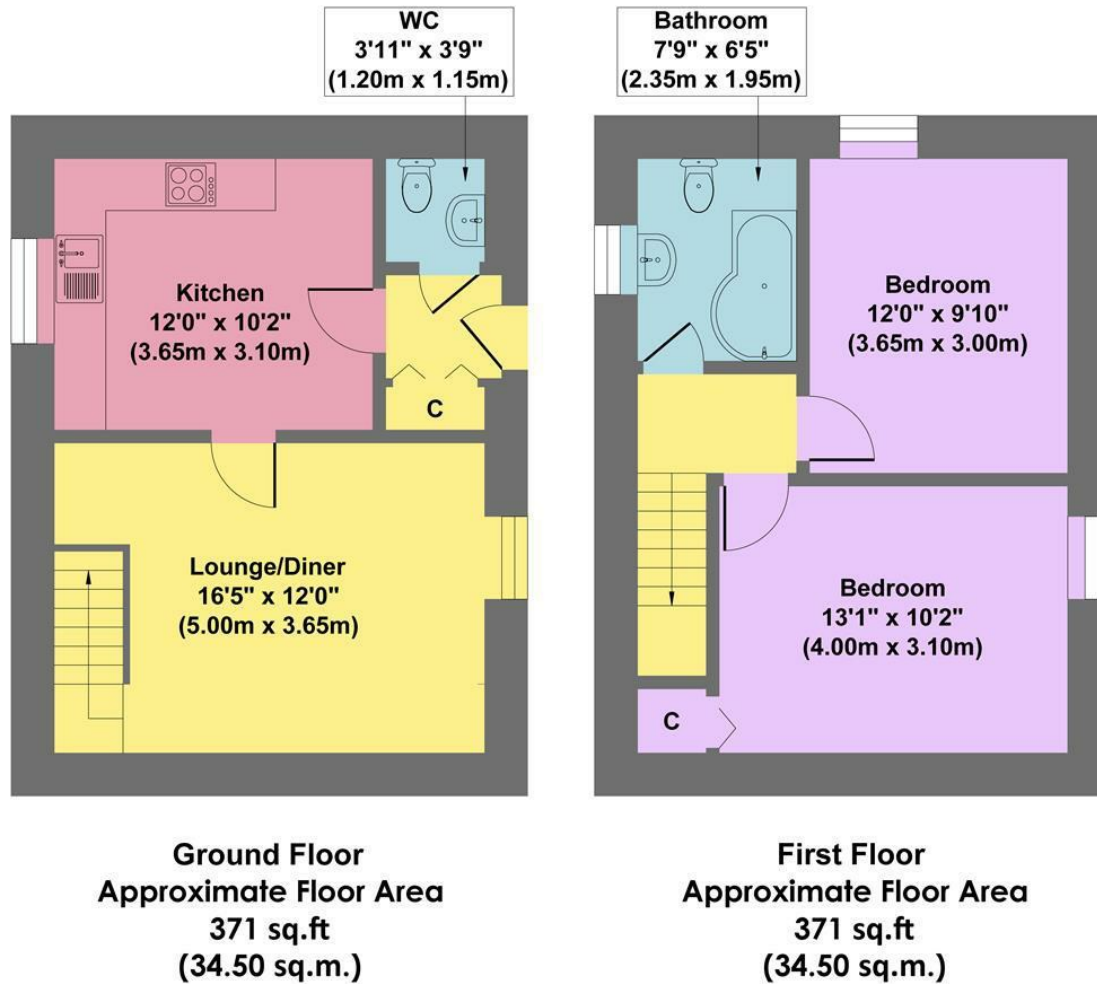 WC
3'11" x 3'9"
(1.20m x 1.15m)
Bathroom
7'9" x 6'5"
(2.35m x 1.95m)
Kitchen
12'0" x 10'2"
(3.65m x 3.10m)
C
Lounge/Diner
16'5" x 12'0"
(5.00m x 3.65m)
Bedroom
12'0" x 9'10"
(3.65m x 3.00m)
Bedroom
13'1" x 10'2"
(4.00m x 3.10m)
C
Ground Floor
Approximate Floor Area
371 sq.ft
(34.50 sq.m.)
First Floor
Approximate Floor Area
371 sq.ft
(34.50 sq.m.)